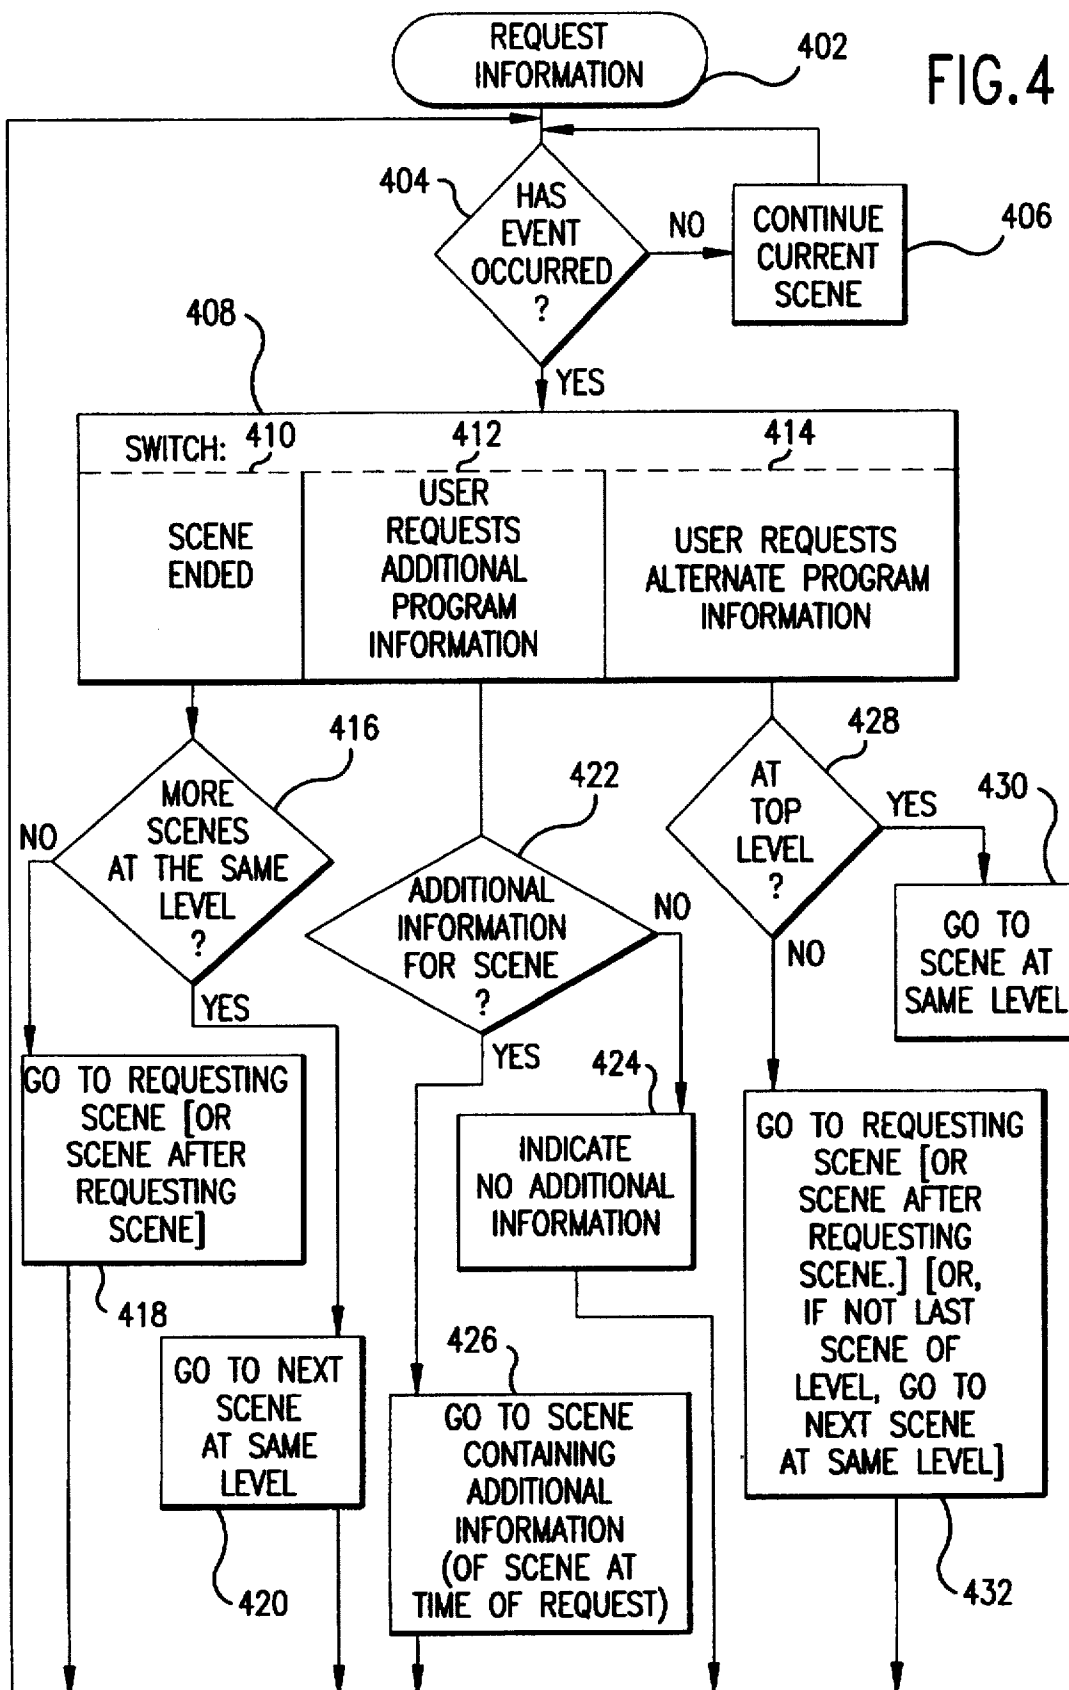 REQUEST
INFORMATION
402
FIG.4
404
HAS
EVENT
OCCURRED
?
NO
CONTINUE
CURRENT
SCENE
406
408
YES
SWITCH:
410
412
414
SCENE
ENDED
USER
REQUESTS
ADDITIONAL
PROGRAM
INFORMATION
USER REQUESTS
ALTERNATE PROGRAM
INFORMATION
416
MORE
SCENES
AT THE SAME
LEVEL
?
NO
YES
422
ADDITIONAL
INFORMATION
FOR SCENE
?
NO
YES
428
AT
TOP
LEVEL
?
YES
NO
430
GO TO
SCENE AT
SAME LEVEL
GO TO REQUESTING
SCENE [OR
SCENE AFTER
REQUESTING
SCENE]
418
424
INDICATE
NO ADDITIONAL
INFORMATION
GO TO REQUESTING
SCENE [OR
SCENE AFTER
REQUESTING
SCENE.] [OR,
IF NOT LAST
SCENE OF
LEVEL, GO TO
NEXT SCENE
AT SAME LEVEL]
432
GO TO NEXT
SCENE
AT SAME
LEVEL
420
426
GO TO SCENE
CONTAINING
ADDITIONAL
INFORMATION
(OF SCENE AT
TIME OF REQUEST)